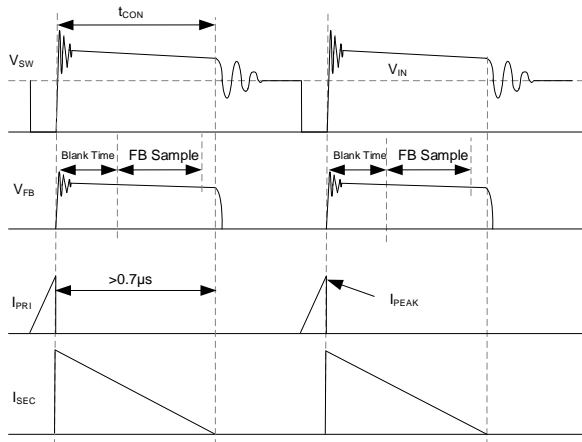 tCON
VSW
VIN
Blank Time
FB Sample
Blank Time
FB Sample
VFB
>0.7µs
IPRI
IPEAK
ISEC